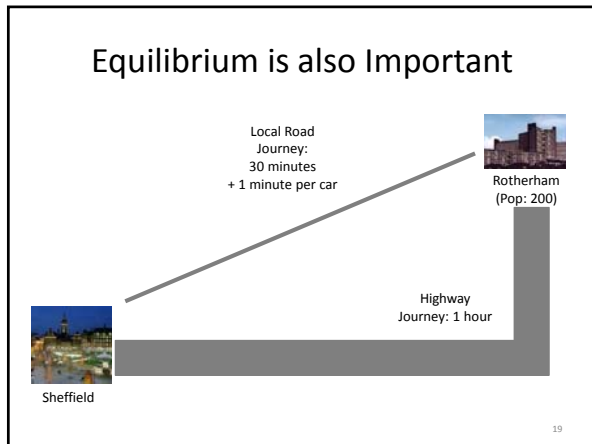 Equilibrium is also Important
Local Road
Journey:
30 minutes
+ 1 minute per car
Rotherham
(Pop: 200)
Highway
Journey: 1 hour
Sheffield
19